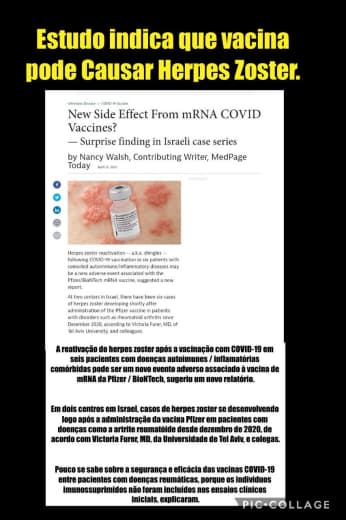 Estudo indica que vacina
pode Causar Herpes Zoster.
New Side Effect From mRNA COVID
Vaccines?
— Surprise finding in Israeli case series
by Nancy Walsh, Contributing Writer, MedPage
Today
Herpes zoster reactivation — a.k.a. shingles —
following COVID-19 vaccination in six patients with
comorbid autoimmune/inflammatory diseases may
be a new adverse event associated with the
Pfizer/BioNTech mRNA vaccine, suggested a new
report.
At two centers in Israel, there have been six cases
of herpes zoster developing shortly after
administration of the Pfizer vaccine in patients
with disorders such as rheumatoid arthritis since
December 2020, according to Victoria Furer, MD, of
Tel Aviv University, and colleagues.
A reativação do herpes zoster após a vacinação com COVID-19 em
seis pacientes com doenças autoimunes / inflamatórias
comórbidas pode ser um novo evento adverso associado à vacina de
mRNA da Pfizer / BioNTech, sugeriu um novo relatório.
Em dois centros em Israel, casos de herpes zoster se desenvolvendo
logo após a administração da vacina Pfizer em pacientes com
doenças como a artrite reumatóide desde dezembro de 2020, de
acordo com Victoria Furer, MD, da Universidade de Tel Aviv, e colegas.
Pouco se sabe sobre a segurança e eficácia das vacinas COVID-19
entre pacientes com doenças reumáticas, porque os indivíduos
imunossuprimidos não foram incluídos nos ensaios clínicos
iniciais, explicaram.
PIC•COLLAGE